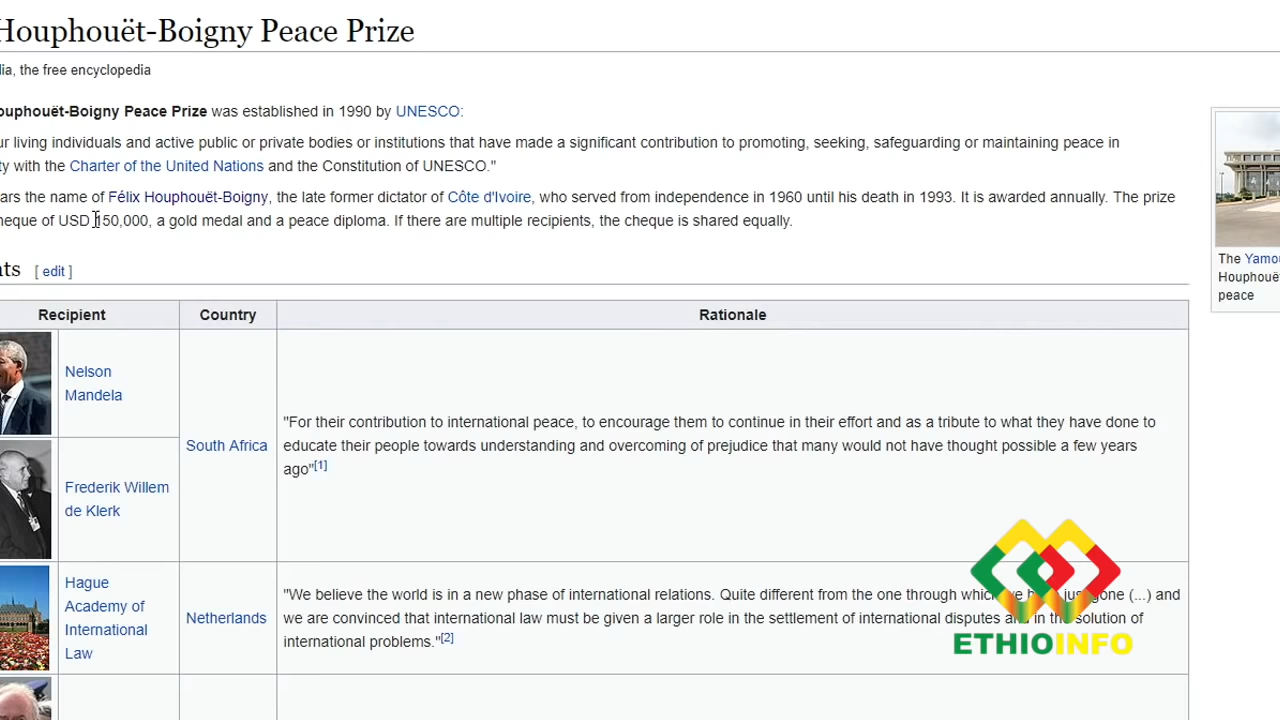 Houphouët-Boigny Peace Prize
dia, the free encyclopedia
ouphouët-Boigny Peace Prize was established in 1990 by UNESCO:
ur living individuals and active public or private bodies or institutions that have made a significant contribution to promoting, seeking, safeguarding or maintaining peace in
ty with the Charter of the United Nations and the Constitution of UNESCO."
ars the name of Félix Houphouët-Boigny, the late former dictator of Côte d'Ivoire, who served from independence in 1960 until his death in 1993. It is awarded annually. The prize
heque of USD 150,000, a gold medal and a peace diploma. If there are multiple recipients, the cheque is shared equally.
The Yamou
Houphouët
peace
nts [ edit ]
Recipient Country Rationale
Nelson
Mandela
South Africa
"For their contribution to international peace, to encourage them to continue in their effort and as a tribute to what they have done to
educate their people towards understanding and overcoming of prejudice that many would not have thought possible a few years
ago"[1]
Frederik Willem
de Klerk
Hague
Academy of
International
Law
Netherlands
"We believe the world is in a new phase of international relations. Quite different from the one through which just gone (...) and
we are convinced that international law must be given a larger role in the settlement of international disputes and in the solution of
international problems."[2]
ETHIOINFO